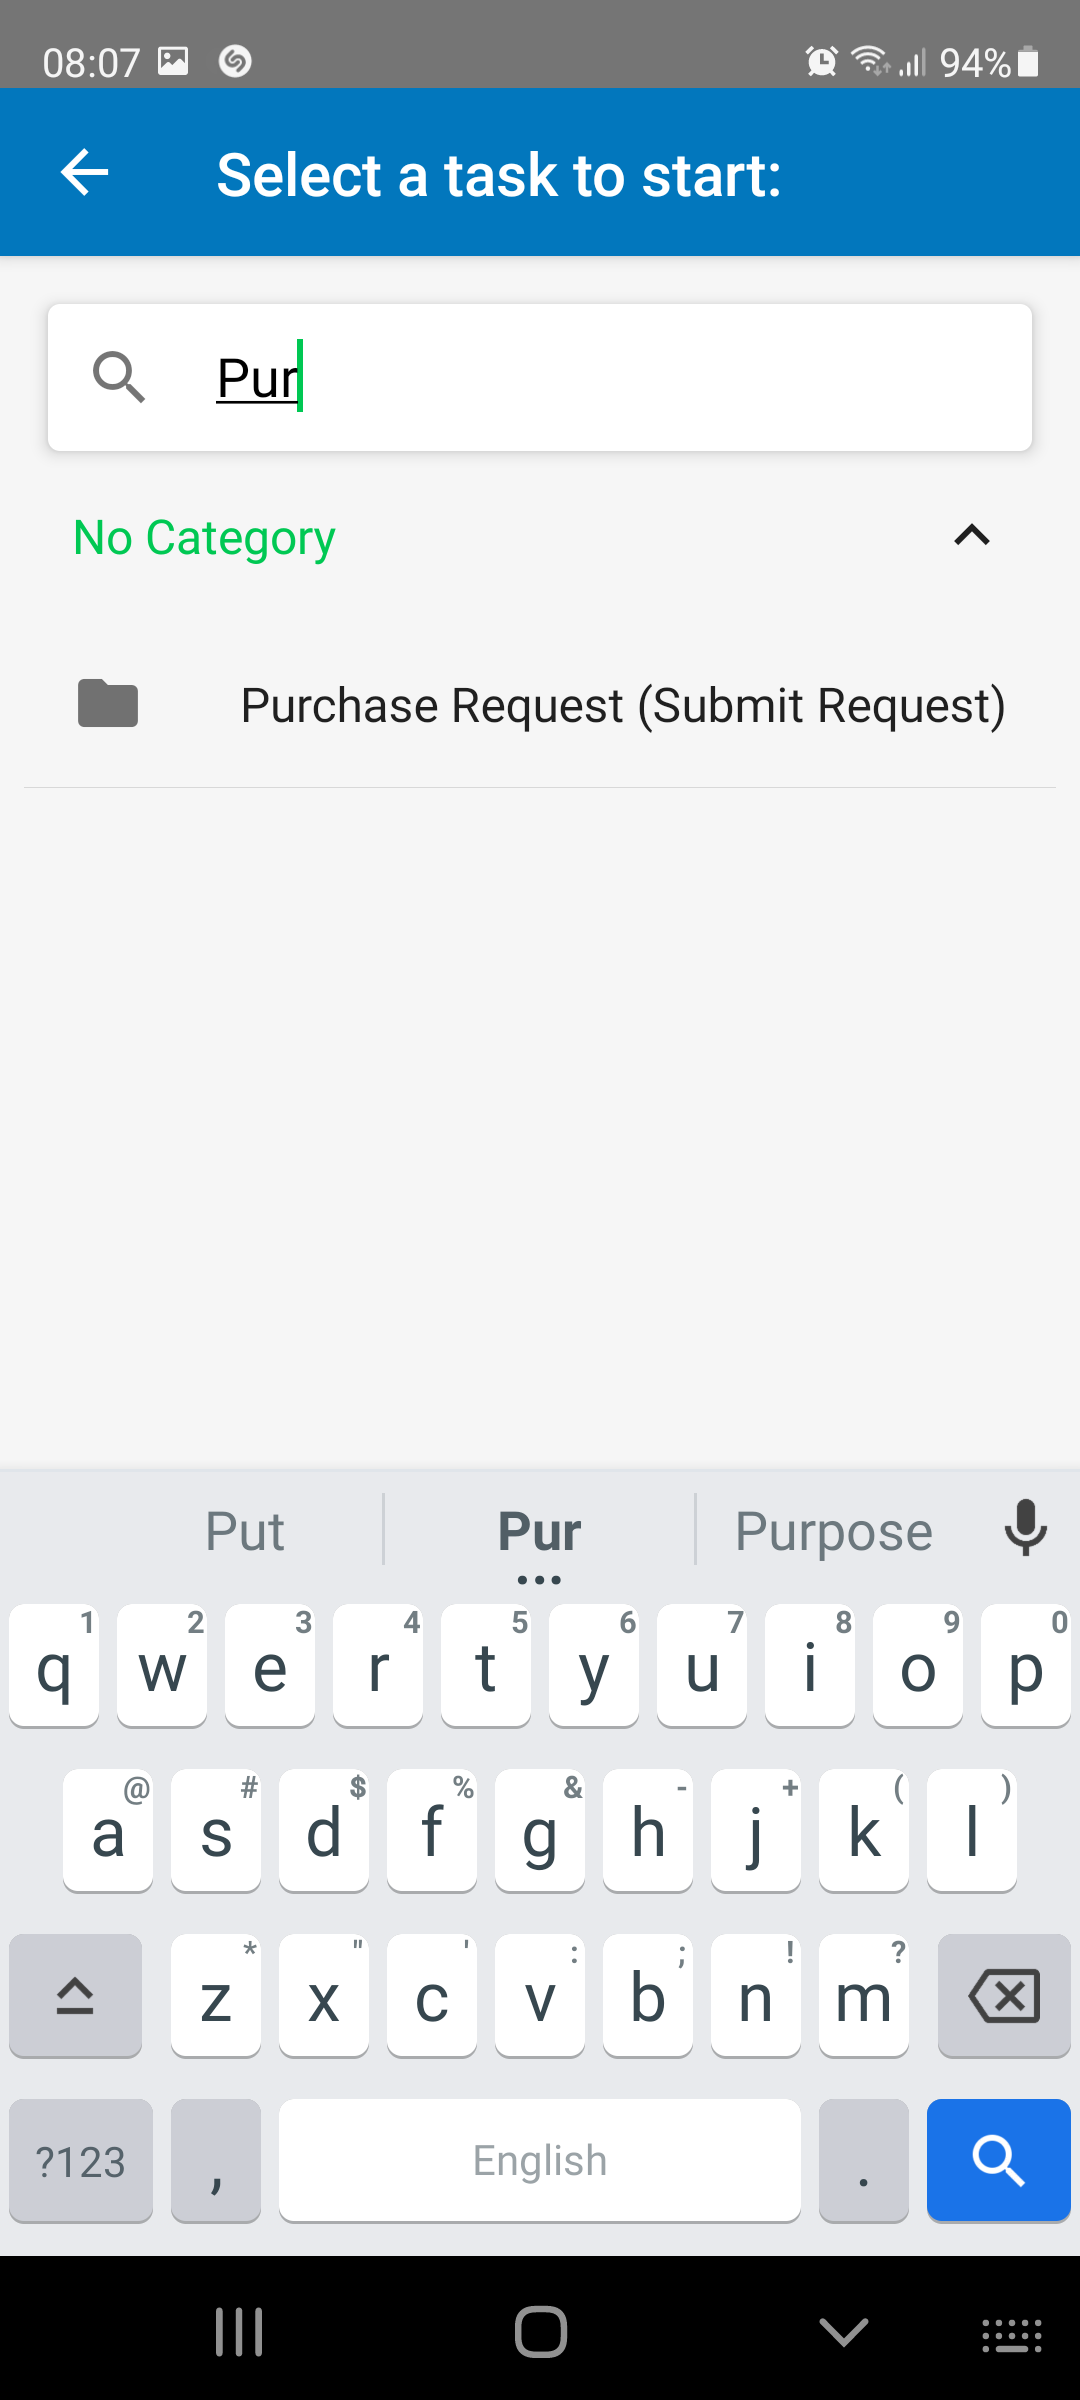 08:07 94%
Select a task to start:
Pur
No Category
Purchase Request (Submit Request)
Put Pur Purpose
1 2 3 4 5 6 7 8 9 0
q w e r t y u i o p
@ # $ % & - + ( )
a s d f g h j k l
* " ' : ; ! ?
z x c v b n m
?123 , English .